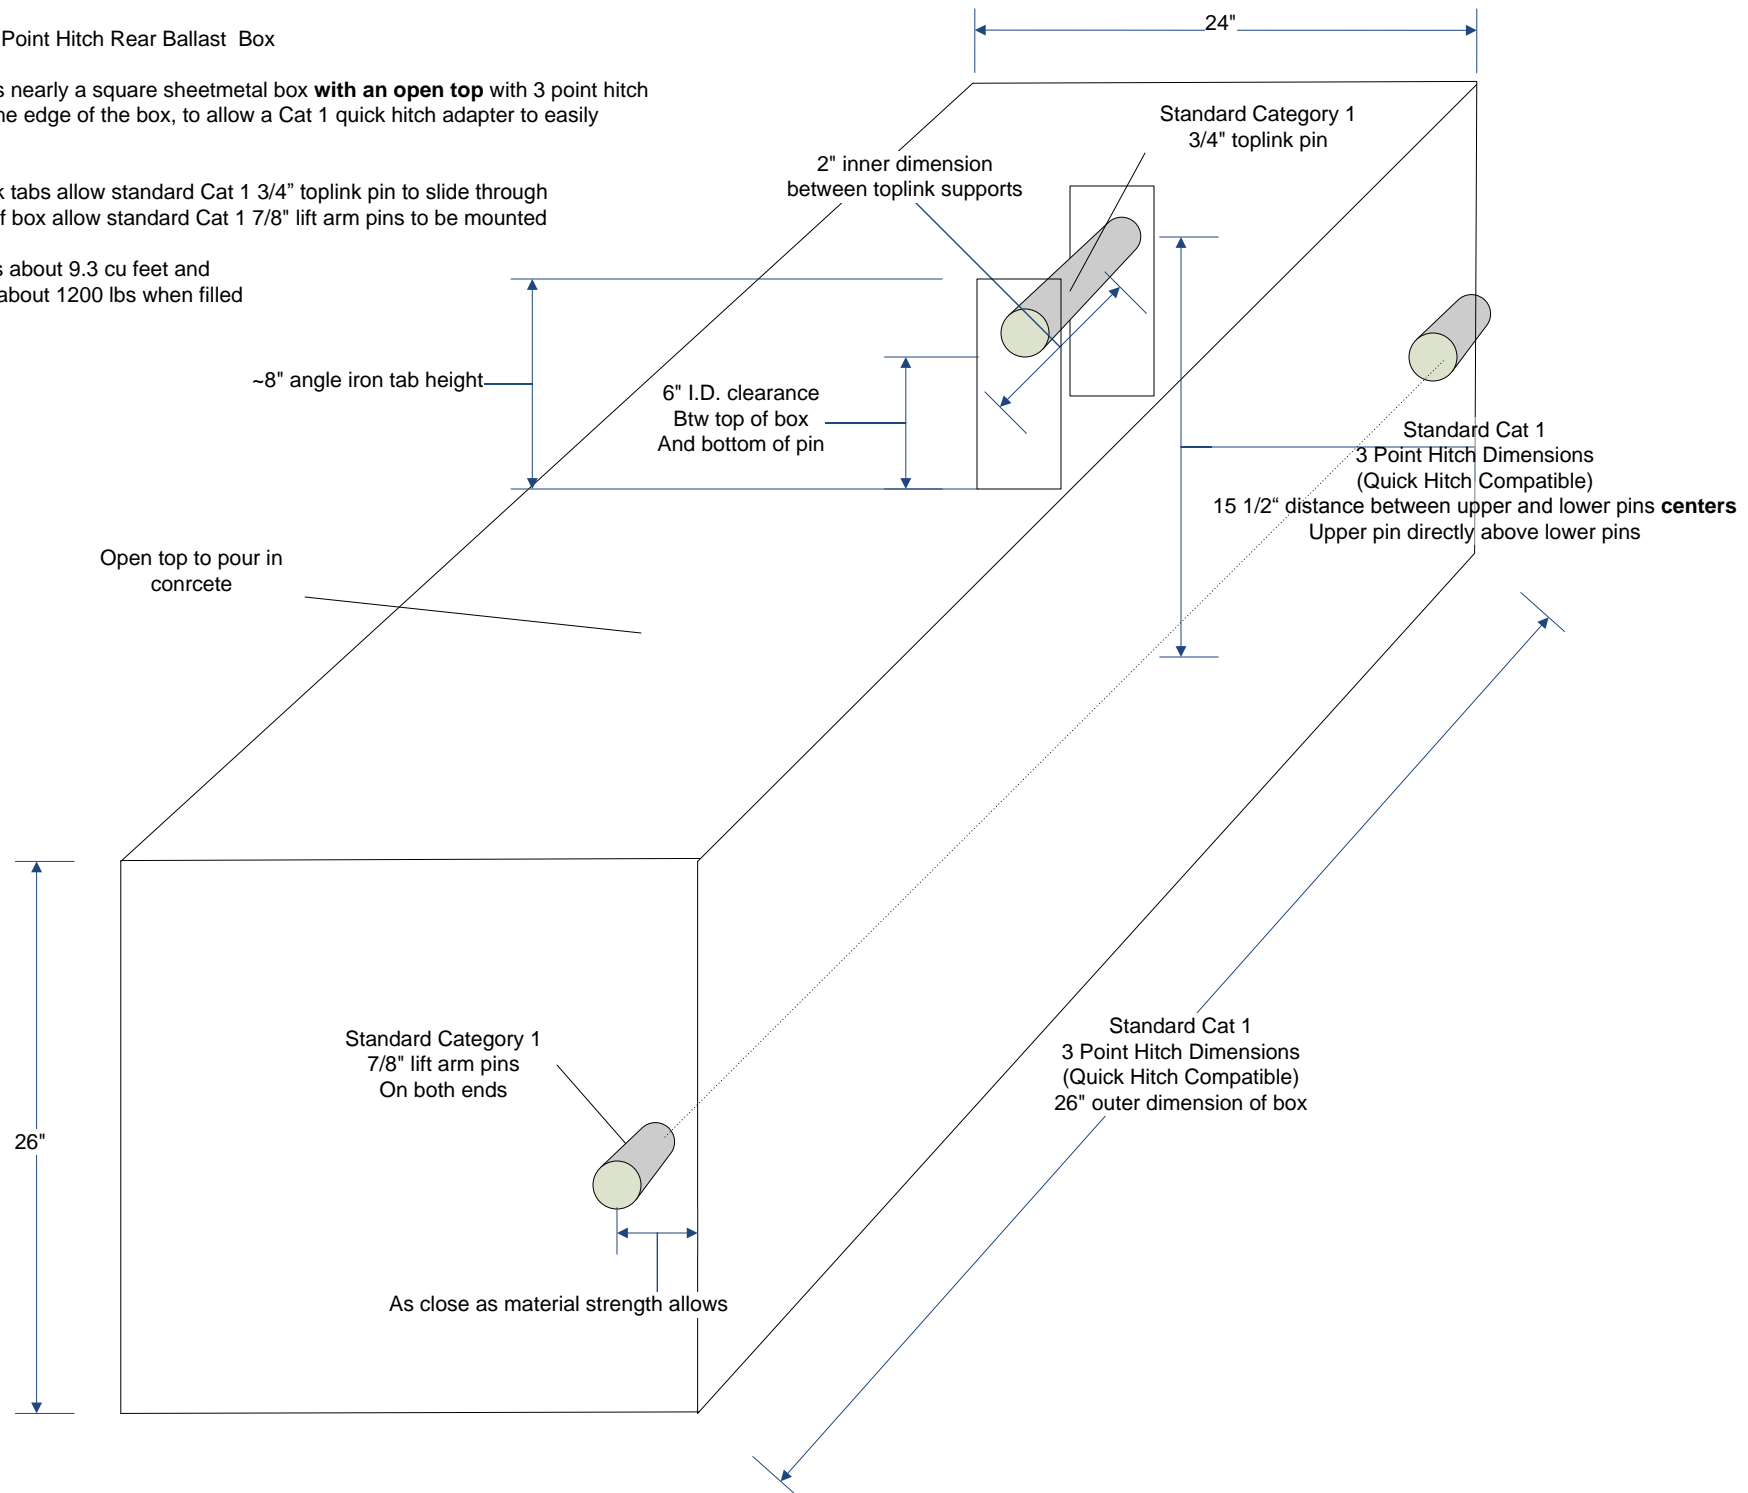 Point Hitch Rear Ballast Box
s nearly a square sheetmetal box with an open top with 3 point hitch
ne edge of the box, to allow a Cat 1 quick hitch adapter to easily
k tabs allow standard Cat 1 3/4” toplink pin to slide through
f box allow standard Cat 1 7/8" lift arm pins to be mounted
s about 9.3 cu feet and
about 1200 lbs when filled
24"
Standard Category 1
3/4" toplink pin
2" inner dimension
between toplink supports
~8" angle iron tab height
6" I.D. clearance
Btw top of box
And bottom of pin
Standard Cat 1
3 Point Hitch Dimensions
(Quick Hitch Compatible)
15 1/2“ distance between upper and lower pins centers
Upper pin directly above lower pins
Open top to pour in
conrcete
Standard Category 1
7/8" lift arm pins
On both ends
Standard Cat 1
3 Point Hitch Dimensions
(Quick Hitch Compatible)
26" outer dimension of box
26"
As close as material strength allows